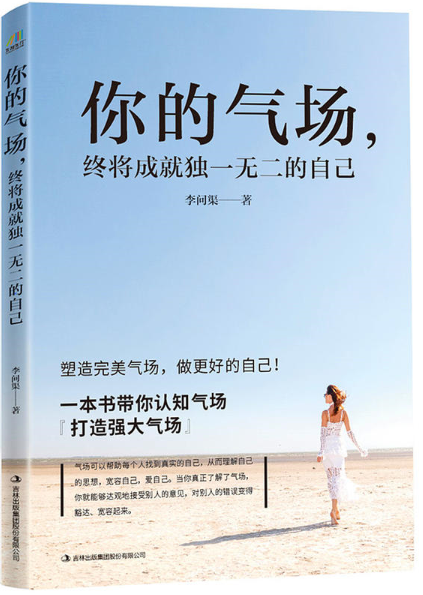 你的气场，
终将成就独一无二的自己
李问渠——著
塑造完美气场，做更好的自己！
一本书带你认知气场
『打造强大气场』
气场可以帮助每个人找到真实的自己，从而理解自己
的思想，宽容自己，爱自己。当你真正了解了气场，
你就能够达观地接受别人的意见，对别人的错误变得
豁达、宽容起来。
吉林出版集团股份有限公司
你的气场，终将成就独一无二的自己
李问渠——著
吉林出版集团股份有限公司